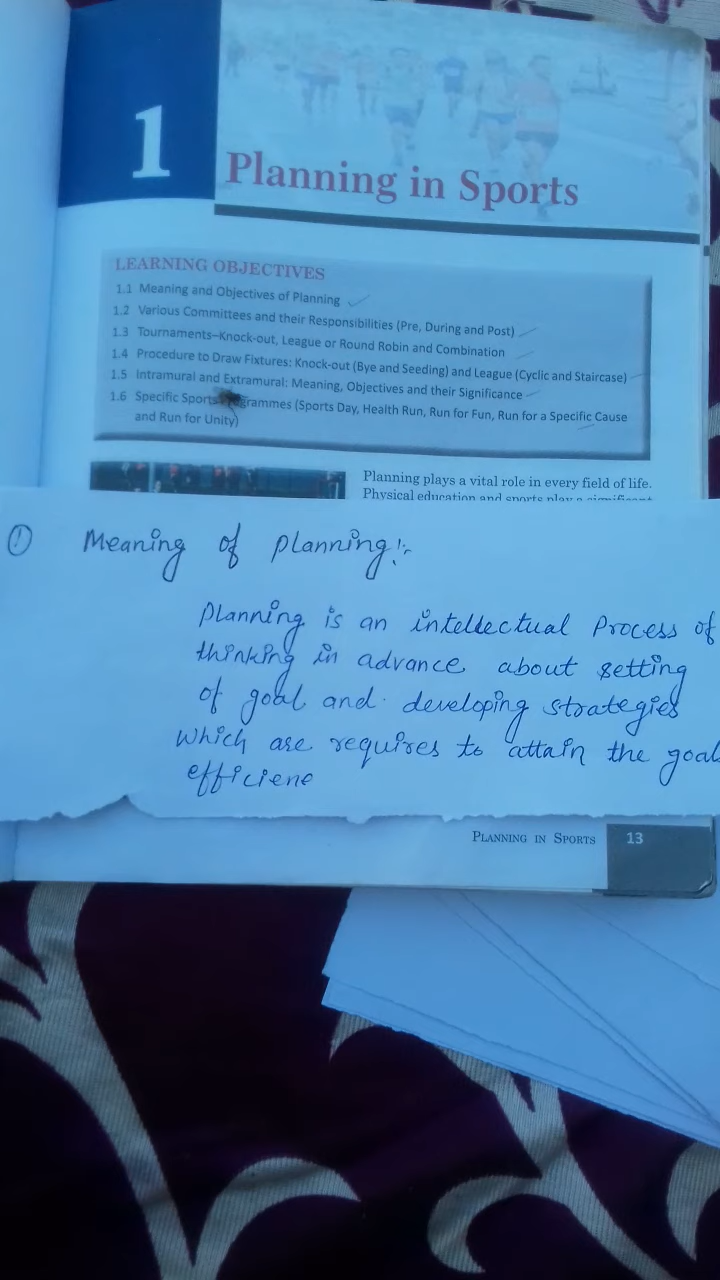 1
Planning in Sports
LEARNING OBJECTIVES
1.1 Meaning and Objectives of Planning
1.2 Various Committees and their Responsibilities (Pre, During and Post)
1.3 Tournaments–Knock-out, League or Round Robin and Combination
1.4 Procedure to Draw Fixtures: Knock-out (Bye and Seeding) and League (Cyclic and Staircase)
1.5 Intramural and Extramural: Meaning, Objectives and their Significance
1.6 Specific Sports (Sports Day, Health Run, Run for Fun, Run for a Specific Cause
and Run for Unity)
Planning plays a vital role in every field of life.
Physical education and sports play a significant
① Meaning of planning:-
Planning is an intellectual Process of
thinking in advance about setting
of goal and developing strategies
which are requires to attain the goal
efficiene
PLANNING IN SPORTS 13